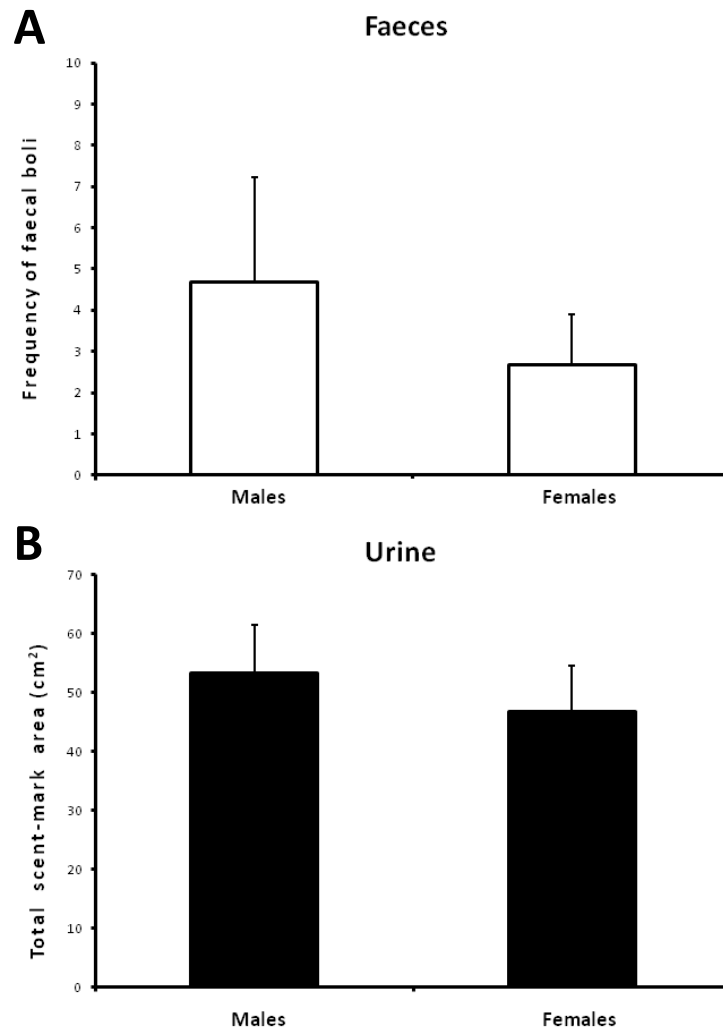 A
Faeces
Frequency of faecal boli
10
9
8
7
6
5
4
3
2
1
0
Males Females
B
Urine
Total scent-mark area (cm²)
70
60
50
40
30
20
10
0
Males Females